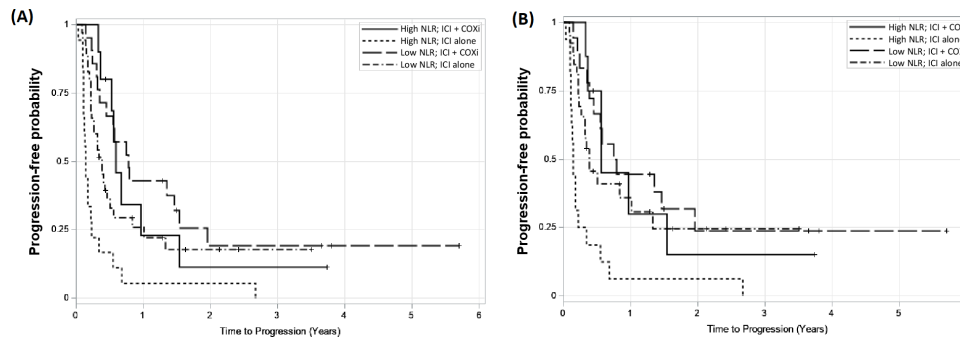 (A)
High NLR; ICI + COXi
High NLR; ICI alone
Low NLR; ICI + COXi
Low NLR; ICI alone
Progression-free probability
1
0.75
0.5
0.25
0
0 1 2 3 4 5 6
Time to Progression (Years)
(B)
High NLR; ICI + CO
High NLR; ICI alone
Low NLR; ICI + COXi
Low NLR; ICI alone
Progression-free probability
1
0.75
0.5
0.25
0
0 1 2 3 4 5
Time to Progression (Years)